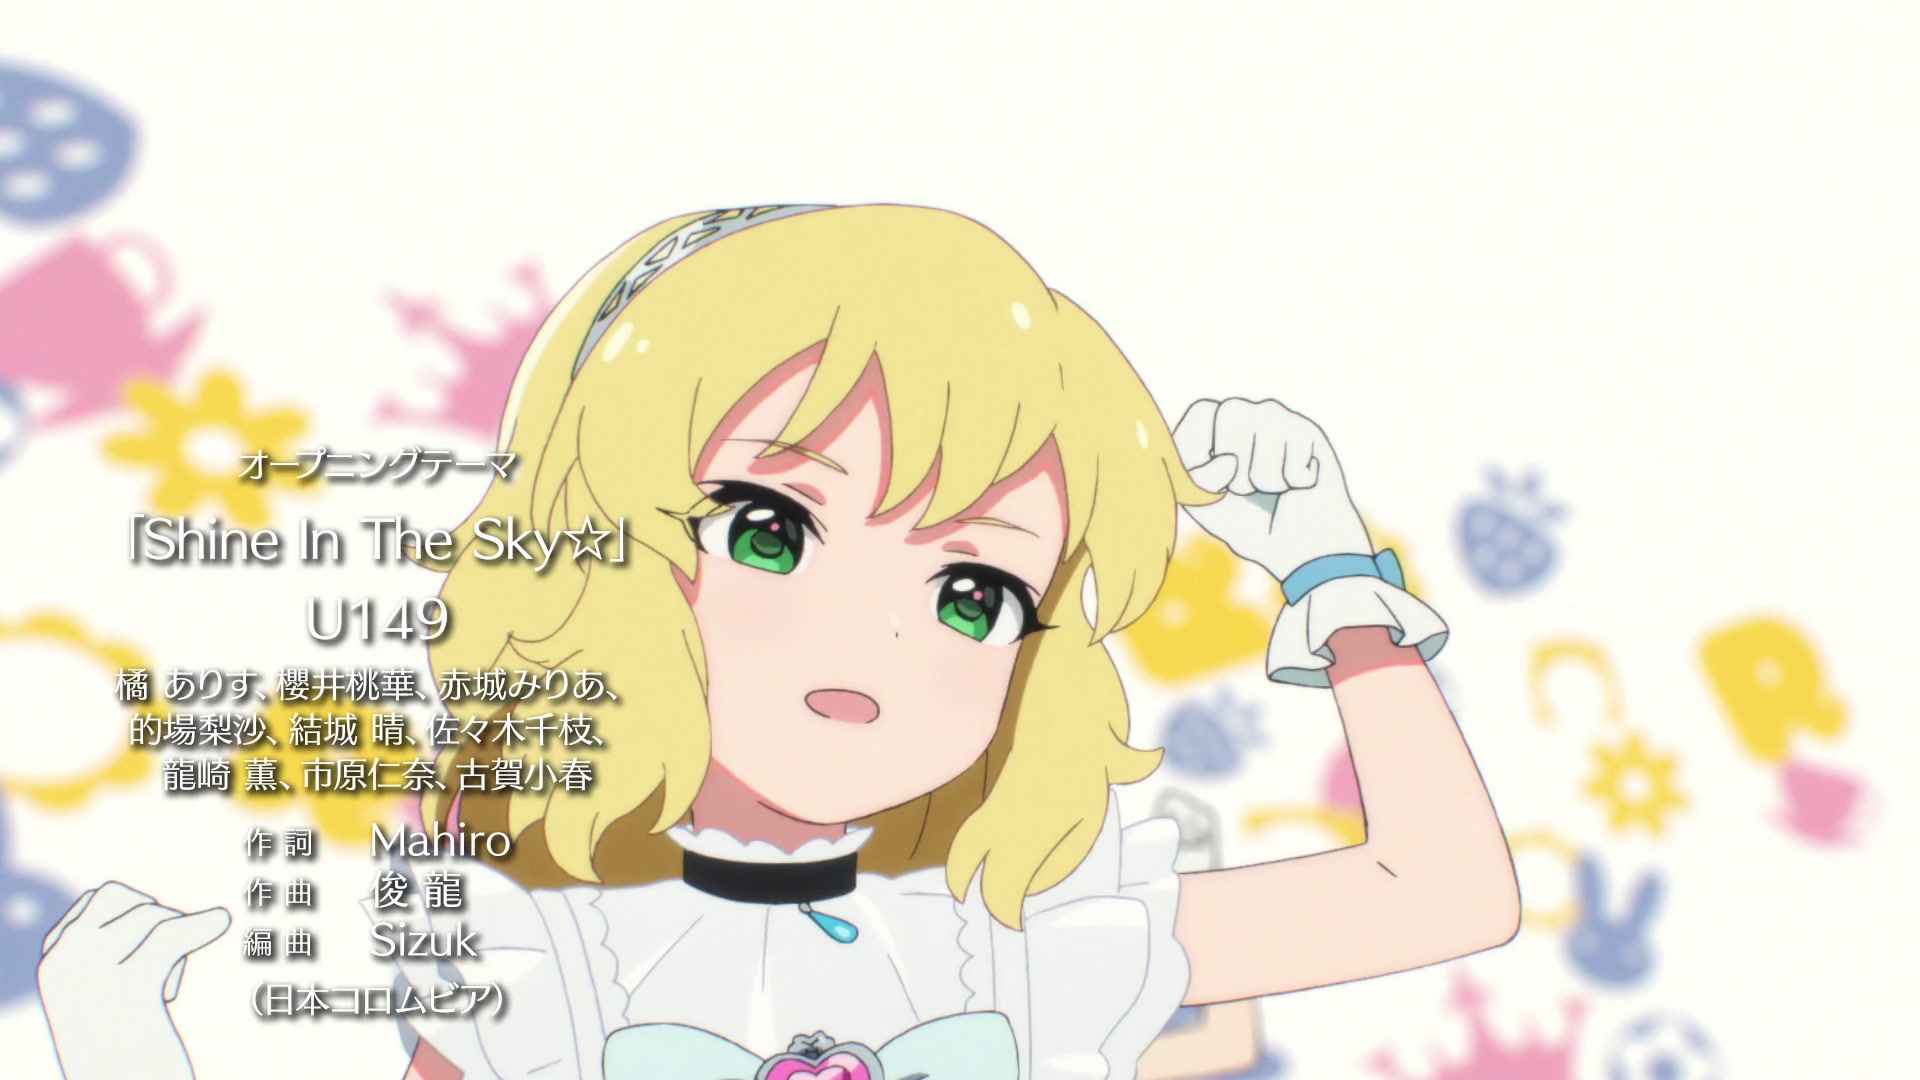 オープニングテーマ
「Shine In The Sky☆」
U149
橘 ありす、櫻井桃華、赤城みりあ、
的場梨沙、結城 晴、佐々木千枝、
龍崎 薫、市原仁奈、古賀小春
作詞 Mahiro
作曲 俊龍
編曲 Sizuk
（日本コロムビア）